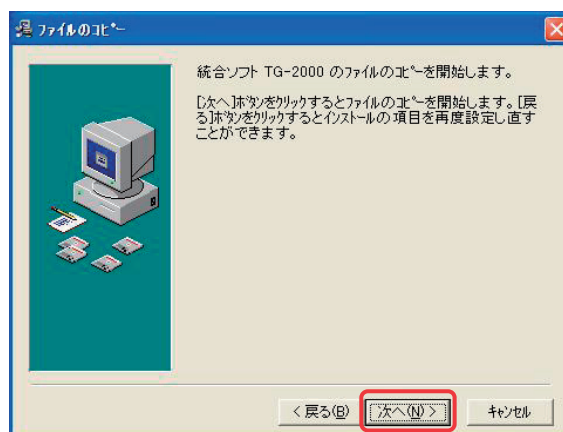 ファイルのコピー
統合ソフト TG-2000 のファイルのコピーを開始します。
[次へ]ボタンをクリックするとファイルのコピーを開始します。[戻
る]ボタンをクリックするとインストールの項目を再度設定し直す
ことができます。
< 戻る(B) 次へ(N) > キャンセル